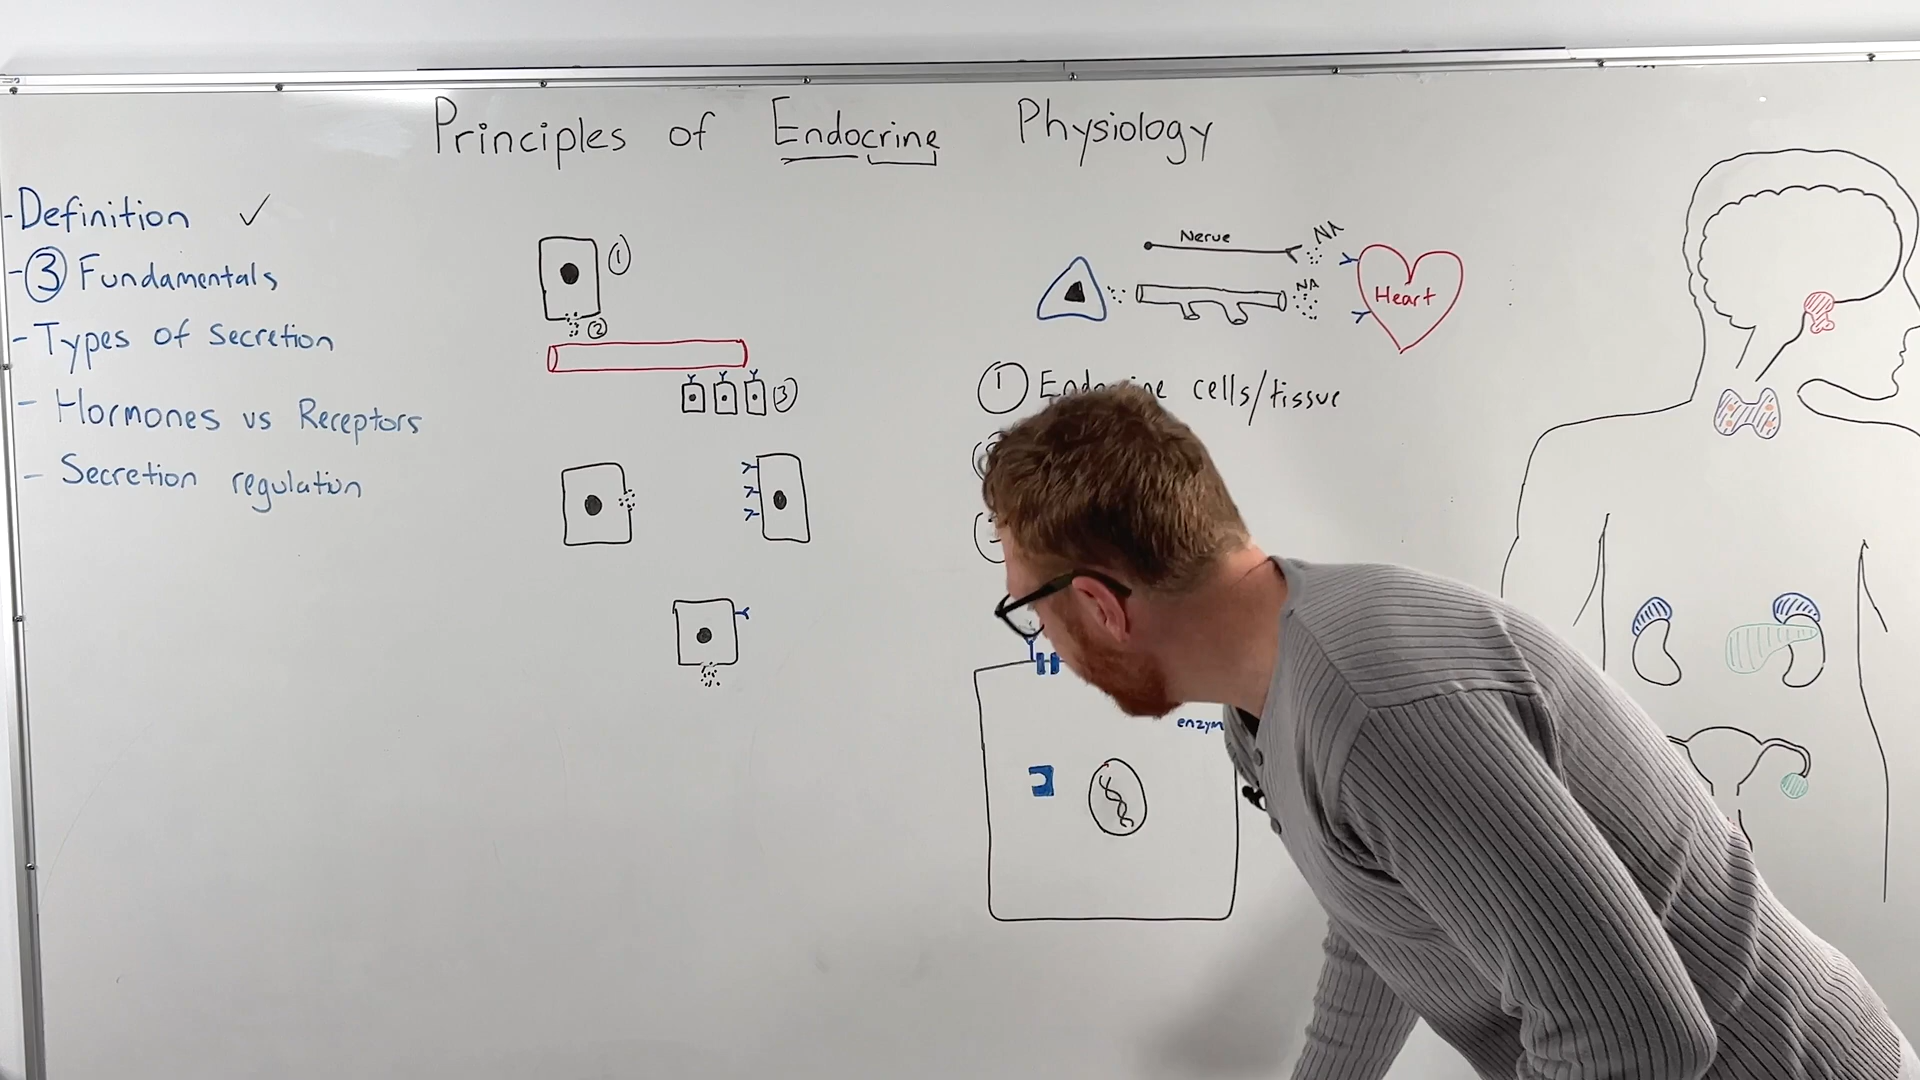 Principles of Endocrine Physiology
- Definition ✓
- ③ Fundamentals
- Types of secretion
- Hormones vs Receptors
- Secretion regulation
①
②
③
Nerve
NA
NA
Heart
① Endocrine cells/tissue